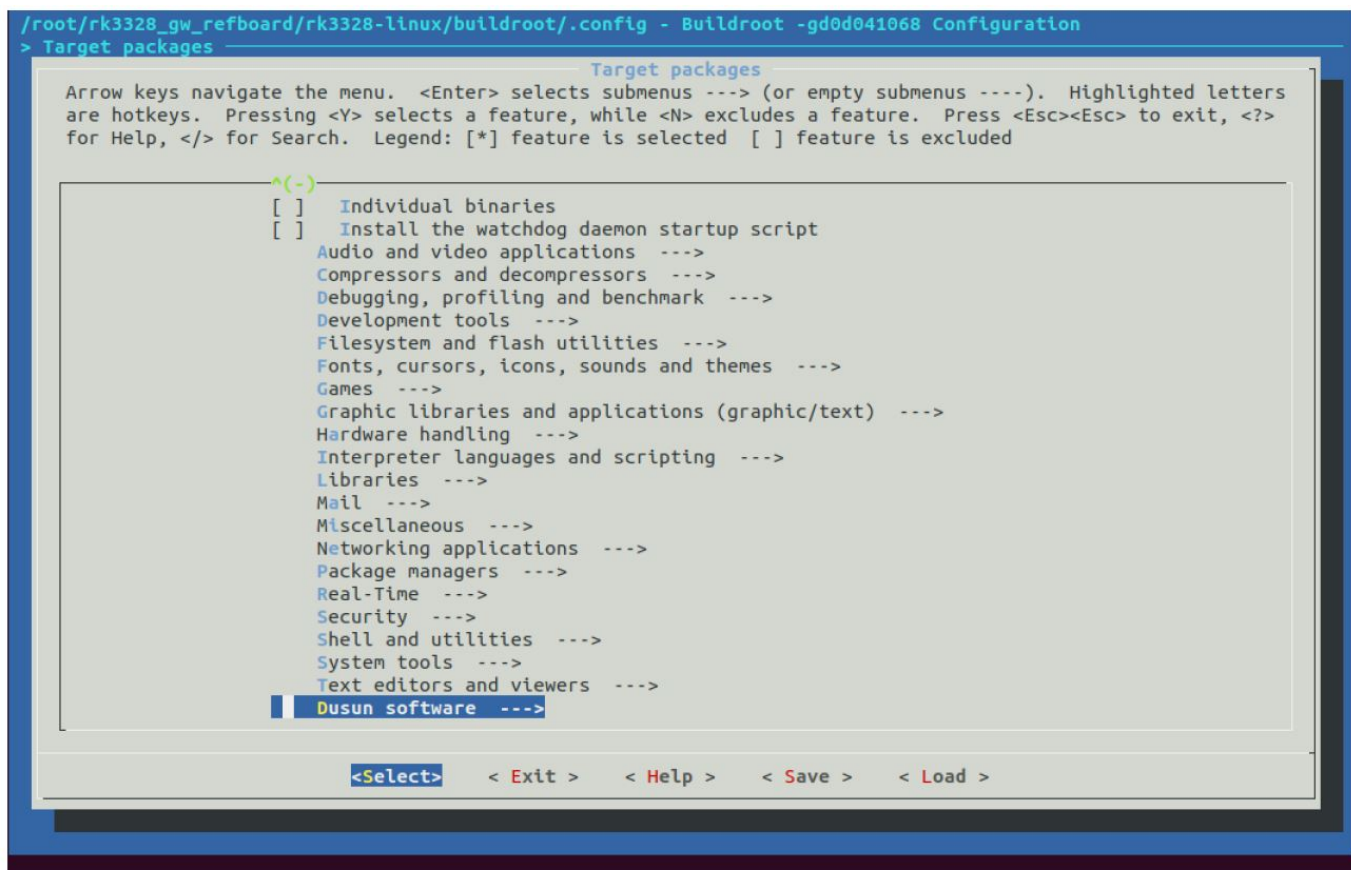 /root/rk3328_gw_refboard/rk3328-linux/buildroot/.config - Buildroot -gd0d041068 Configuration
> Target packages
Target packages
Arrow keys navigate the menu.  <Enter> selects submenus ---> (or empty submenus ----).  Highlighted letters
are hotkeys.  Pressing <Y> selects a feature, while <N> excludes a feature.  Press <Esc><Esc> to exit, <?>
for Help, </> for Search.  Legend: [*] feature is selected  [ ] feature is excluded
^(-)
[ ]   Individual binaries
[ ]   Install the watchdog daemon startup script
Audio and video applications  --->
Compressors and decompressors  --->
Debugging, profiling and benchmark  --->
Development tools  --->
Filesystem and flash utilities  --->
Fonts, cursors, icons, sounds and themes  --->
Games  --->
Graphic libraries and applications (graphic/text)  --->
Hardware handling  --->
Interpreter languages and scripting  --->
Libraries  --->
Mail  --->
Miscellaneous  --->
Networking applications  --->
Package managers  --->
Real-Time  --->
Security  --->
Shell and utilities  --->
System tools  --->
Text editors and viewers  --->
Dusun software  --->
<Select>    < Exit >    < Help >    < Save >    < Load >